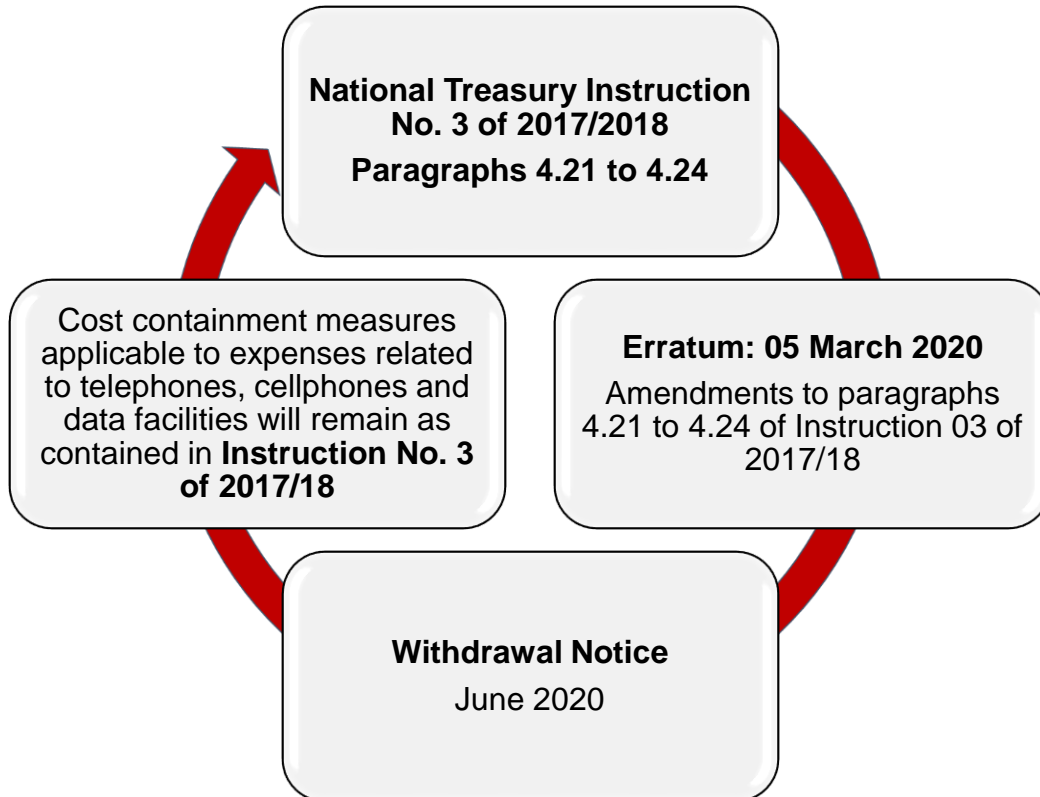 National Treasury Instruction
No. 3 of 2017/2018
Paragraphs 4.21 to 4.24
Erratum: 05 March 2020
Amendments to paragraphs
4.21 to 4.24 of Instruction 03 of
2017/18
Withdrawal Notice
June 2020
Cost containment measures
applicable to expenses related
to telephones, cellphones and
data facilities will remain as
contained in Instruction No. 3
of 2017/18